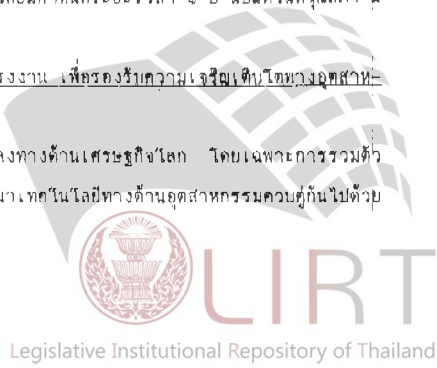 รงงาน เพื่อรองรับความเจริญเติบโตทางอุตสาห-
ลงทางด้านเศรษฐกิจโลก โดยเฉพาะการรวมตัว
นาเทคโนโลยีทางด้านอุตสาหกรรมควบคู่กันไปด้วย
LIRT
Legislative Institutional Repository of Thailand